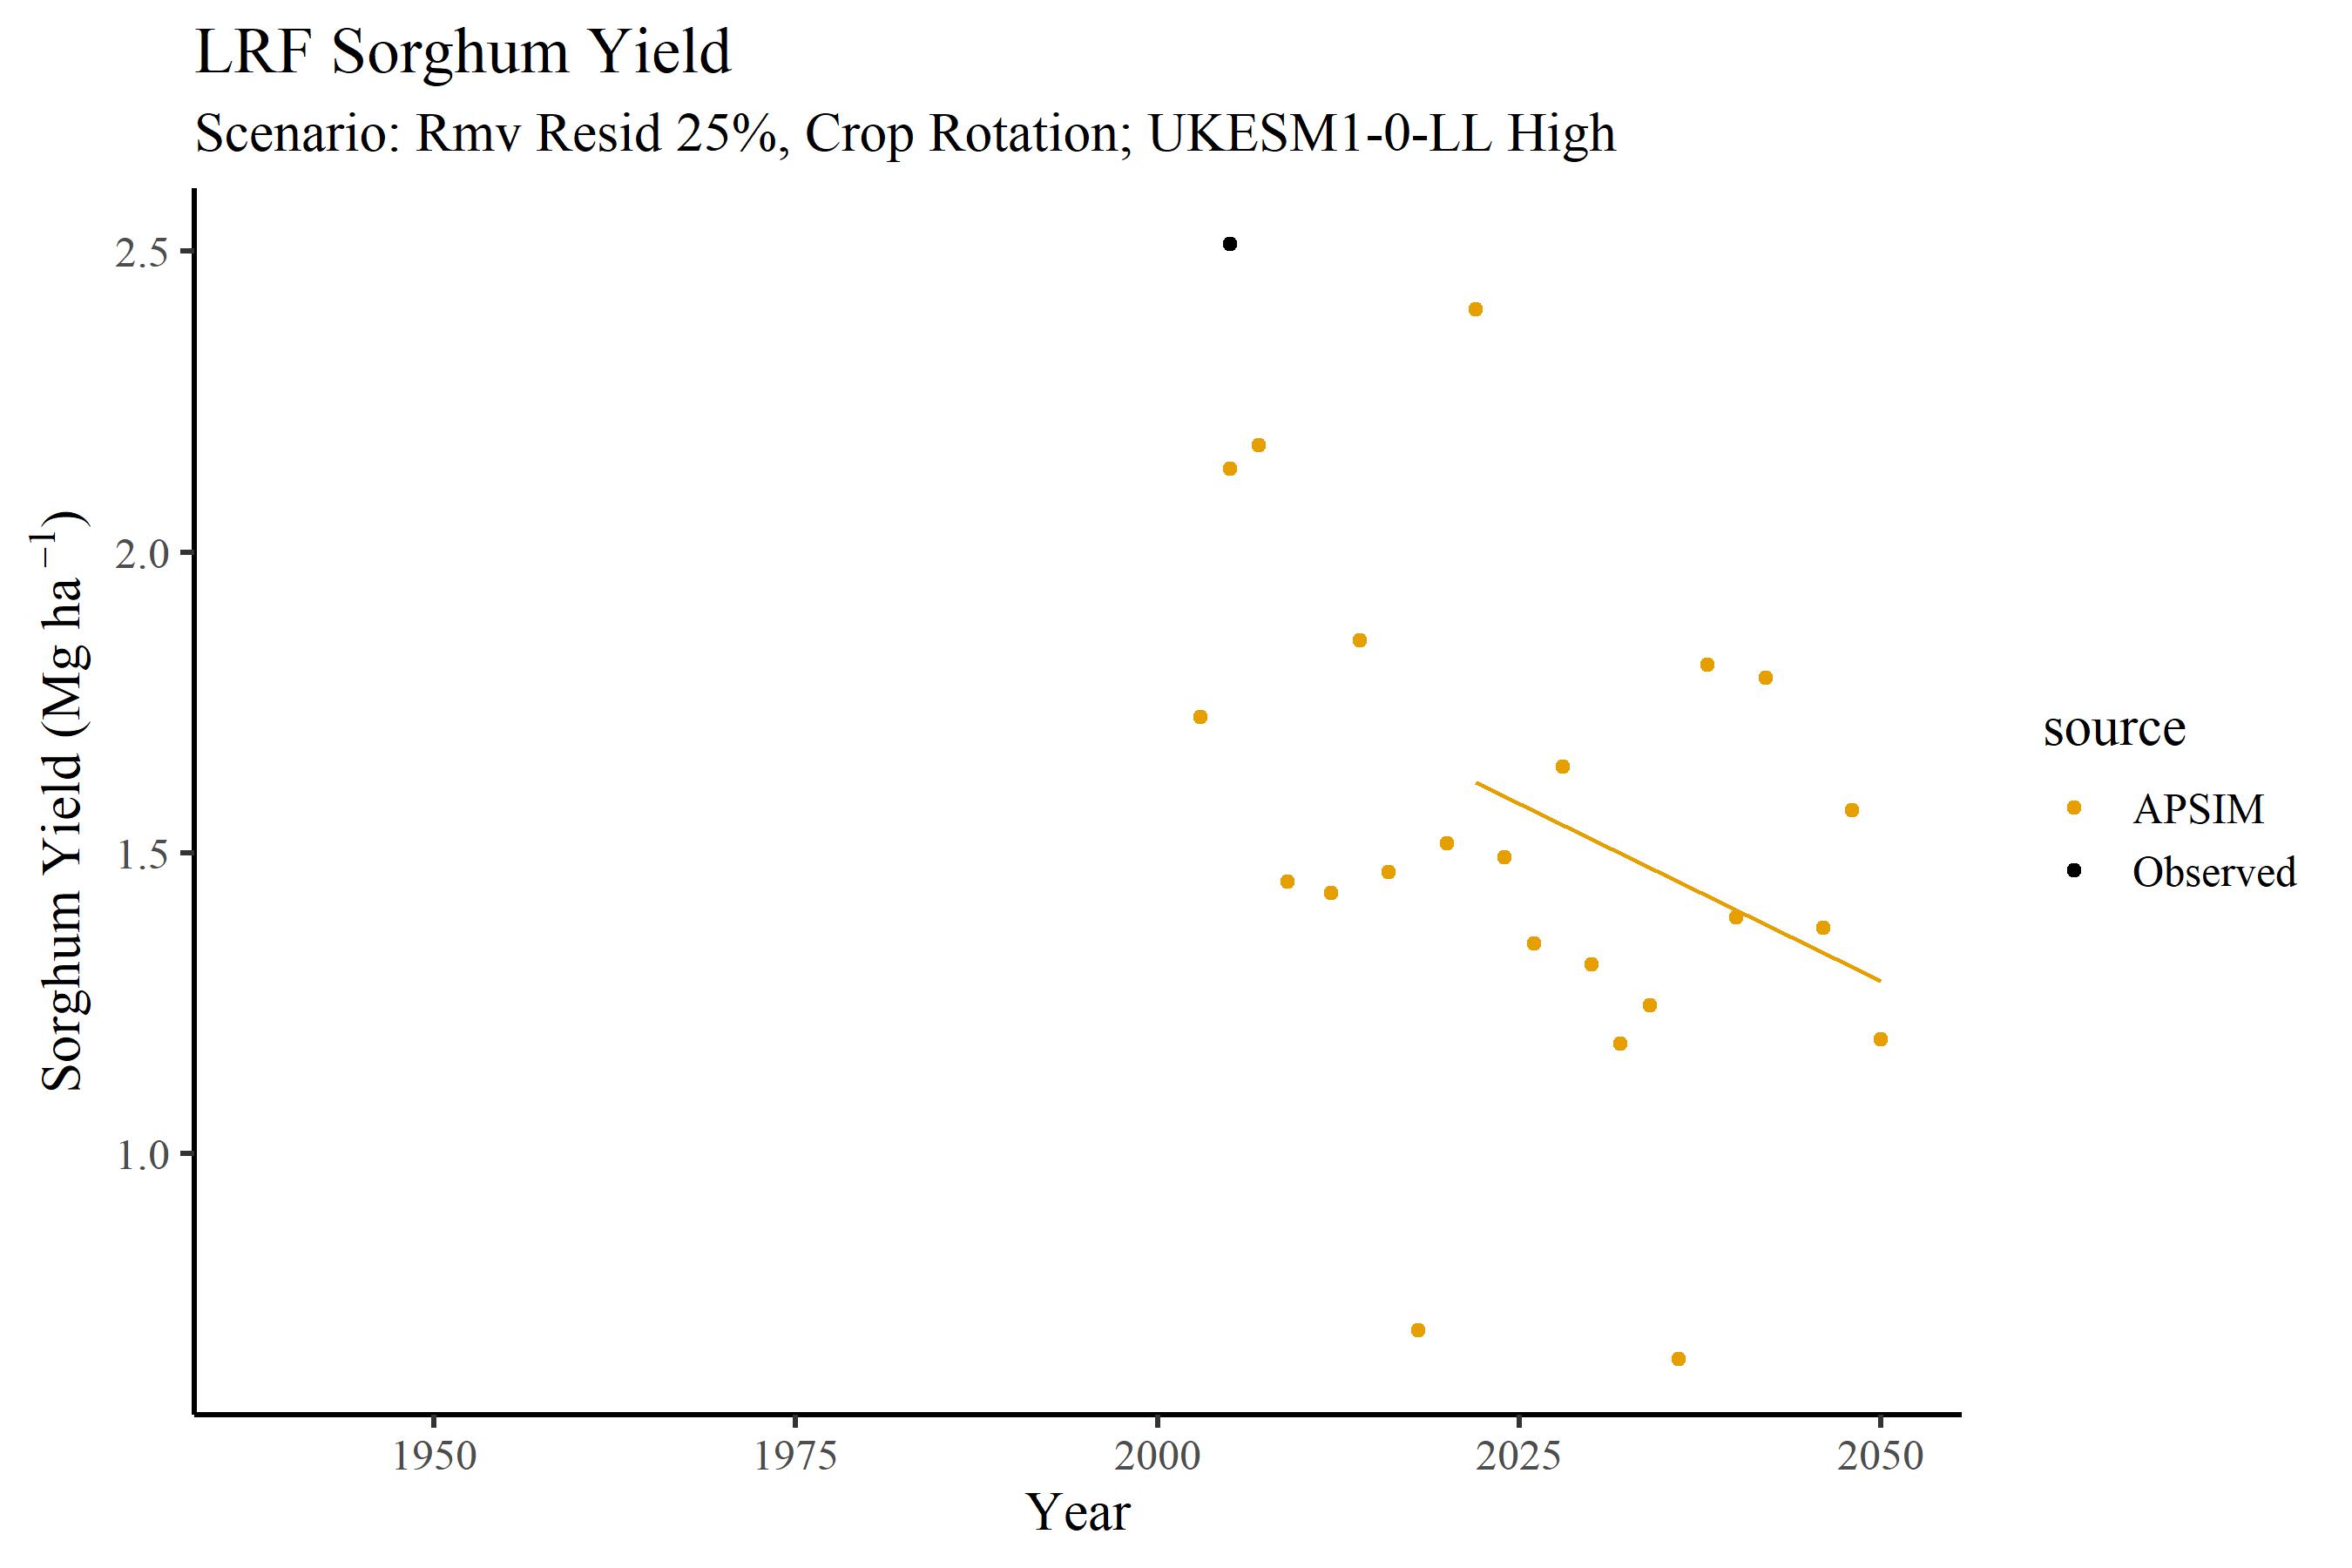 LRF Sorghum Yield
Scenario: Rmv Resid 25%, Crop Rotation; UKESM1-0-LL High
Sorghum Yield (Mg ha⁻¹)
2.5
2.0
1.5
1.0
1950
1975
2000
2025
2050
Year
source
APSIM
Observed